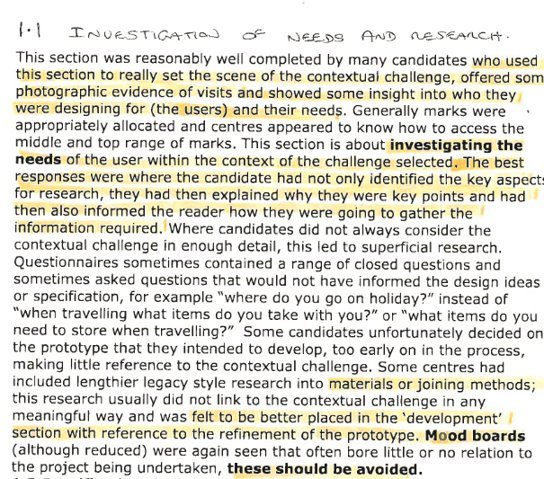 1.1 INVESTIGATION OF NEEDS AND RESEARCH.
This section was reasonably well completed by many candidates who used
this section to really set the scene of the contextual challenge, offered som
photographic evidence of visits and showed some insight into who they
were designing for (the users) and their needs. Generally marks were
appropriately allocated and centres appeared to know how to access the
middle and top range of marks. This section is about investigating the
needs of the user within the context of the challenge selected. The best
responses were where the candidate had not only identified the key aspects
for research, they had then explained why they were key points and had
then also informed the reader how they were going to gather the
information required. Where candidates did not always consider the
contextual challenge in enough detail, this led to superficial research.
Questionnaires sometimes contained a range of closed questions and
sometimes asked questions that would not have informed the design ideas
or specification, for example “where do you go on holiday?” instead of
“when travelling what items do you take with you?” or “what items do you
need to store when travelling?” Some candidates unfortunately decided on
the prototype that they intended to develop, too early on in the process,
making little reference to the contextual challenge. Some centres had
included lengthier legacy style research into materials or joining methods;
this research usually did not link to the contextual challenge in any
meaningful way and was felt to be better placed in the ‘development’
section with reference to the refinement of the prototype. Mood boards
(although reduced) were again seen that often bore little or no relation to
the project being undertaken, these should be avoided.